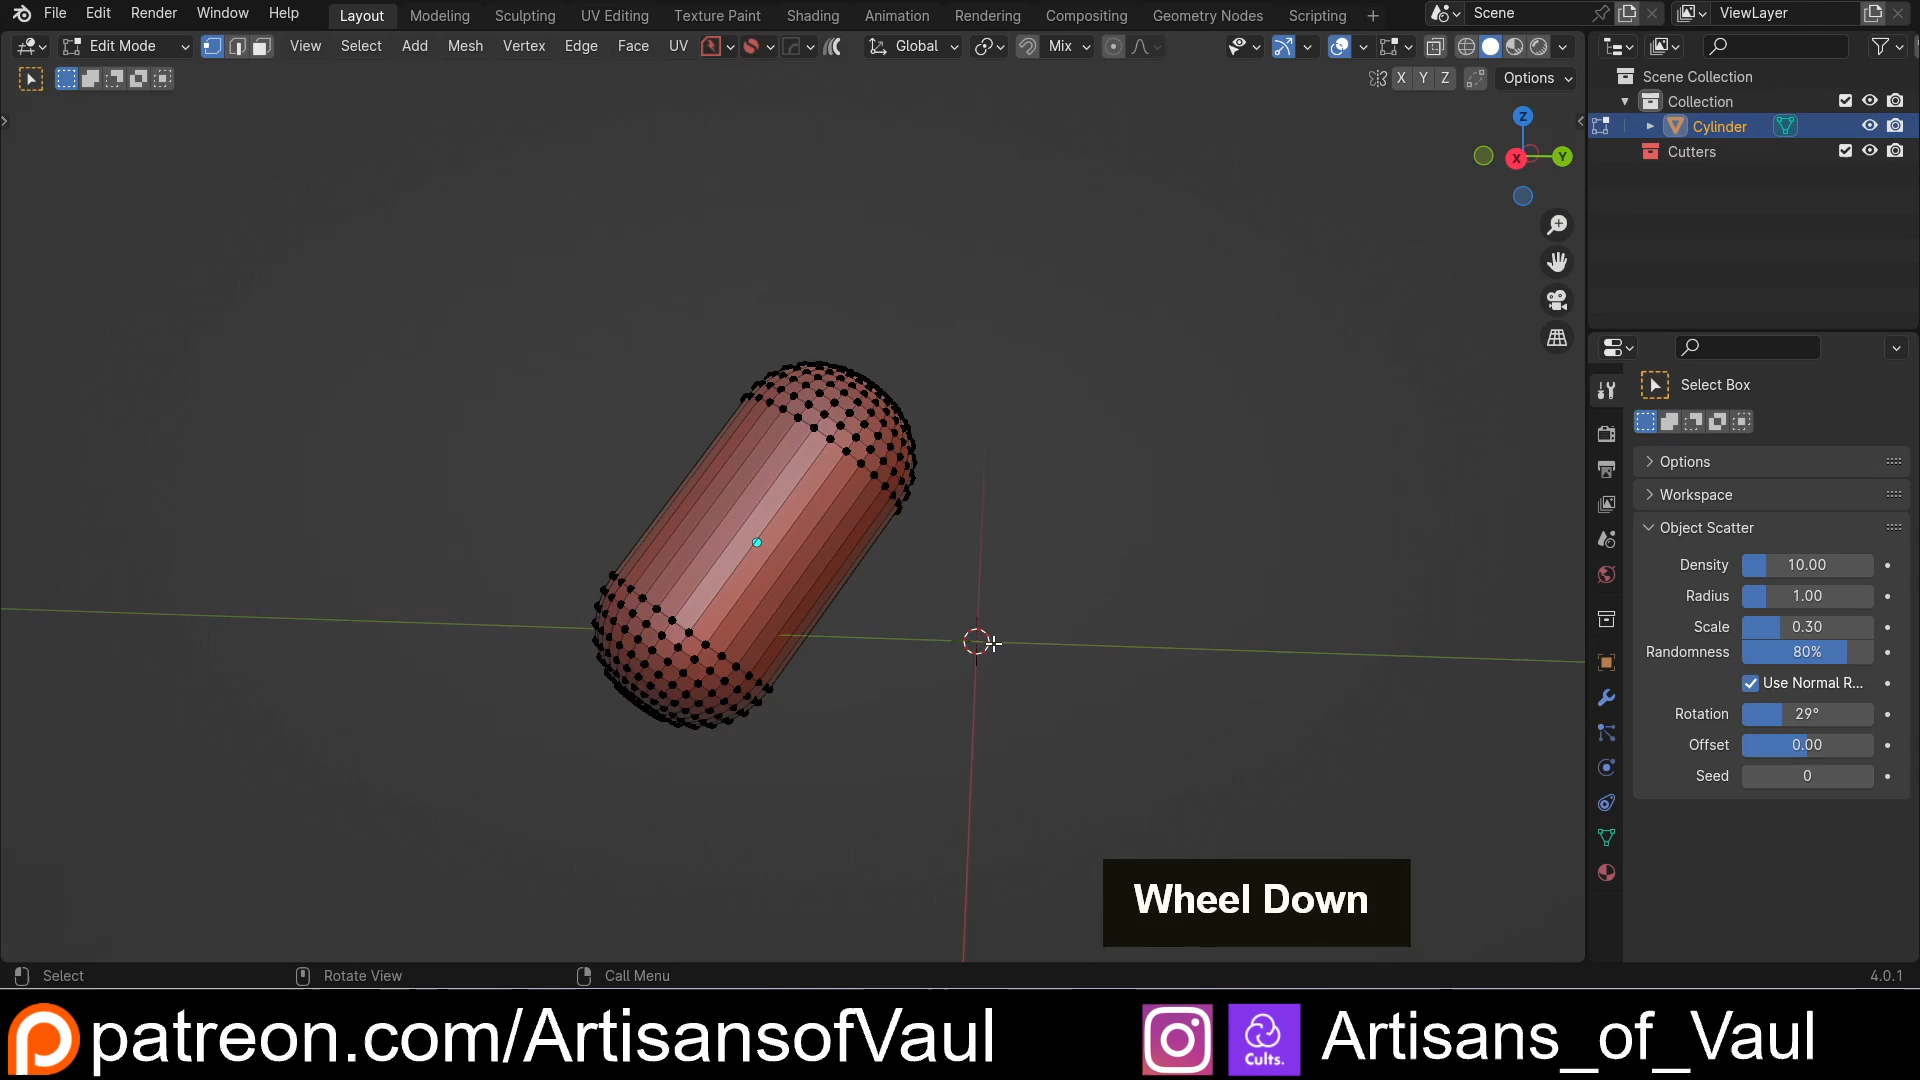 File Edit Render Window Help Layout Modeling Sculpting UV Editing Texture Paint Shading Animation Rendering Compositing Geometry Nodes Scripting + Scene ViewLayer
Edit Mode View Select Add Mesh Vertex Edge Face UV Global Mix
X Y Z Options
Scene Collection
Collection
Cylinder
Cutters
Z
X Y
Select Box
Options
Workspace
Object Scatter
Density 10.00
Radius 1.00
Scale 0.30
Randomness 80%
Use Normal R...
Rotation 29°
Offset 0.00
Seed 0
Wheel Down
Select Rotate View Call Menu 4.0.1
patreon.com/ArtisansofVaul Cults. Artisans_of_Vaul